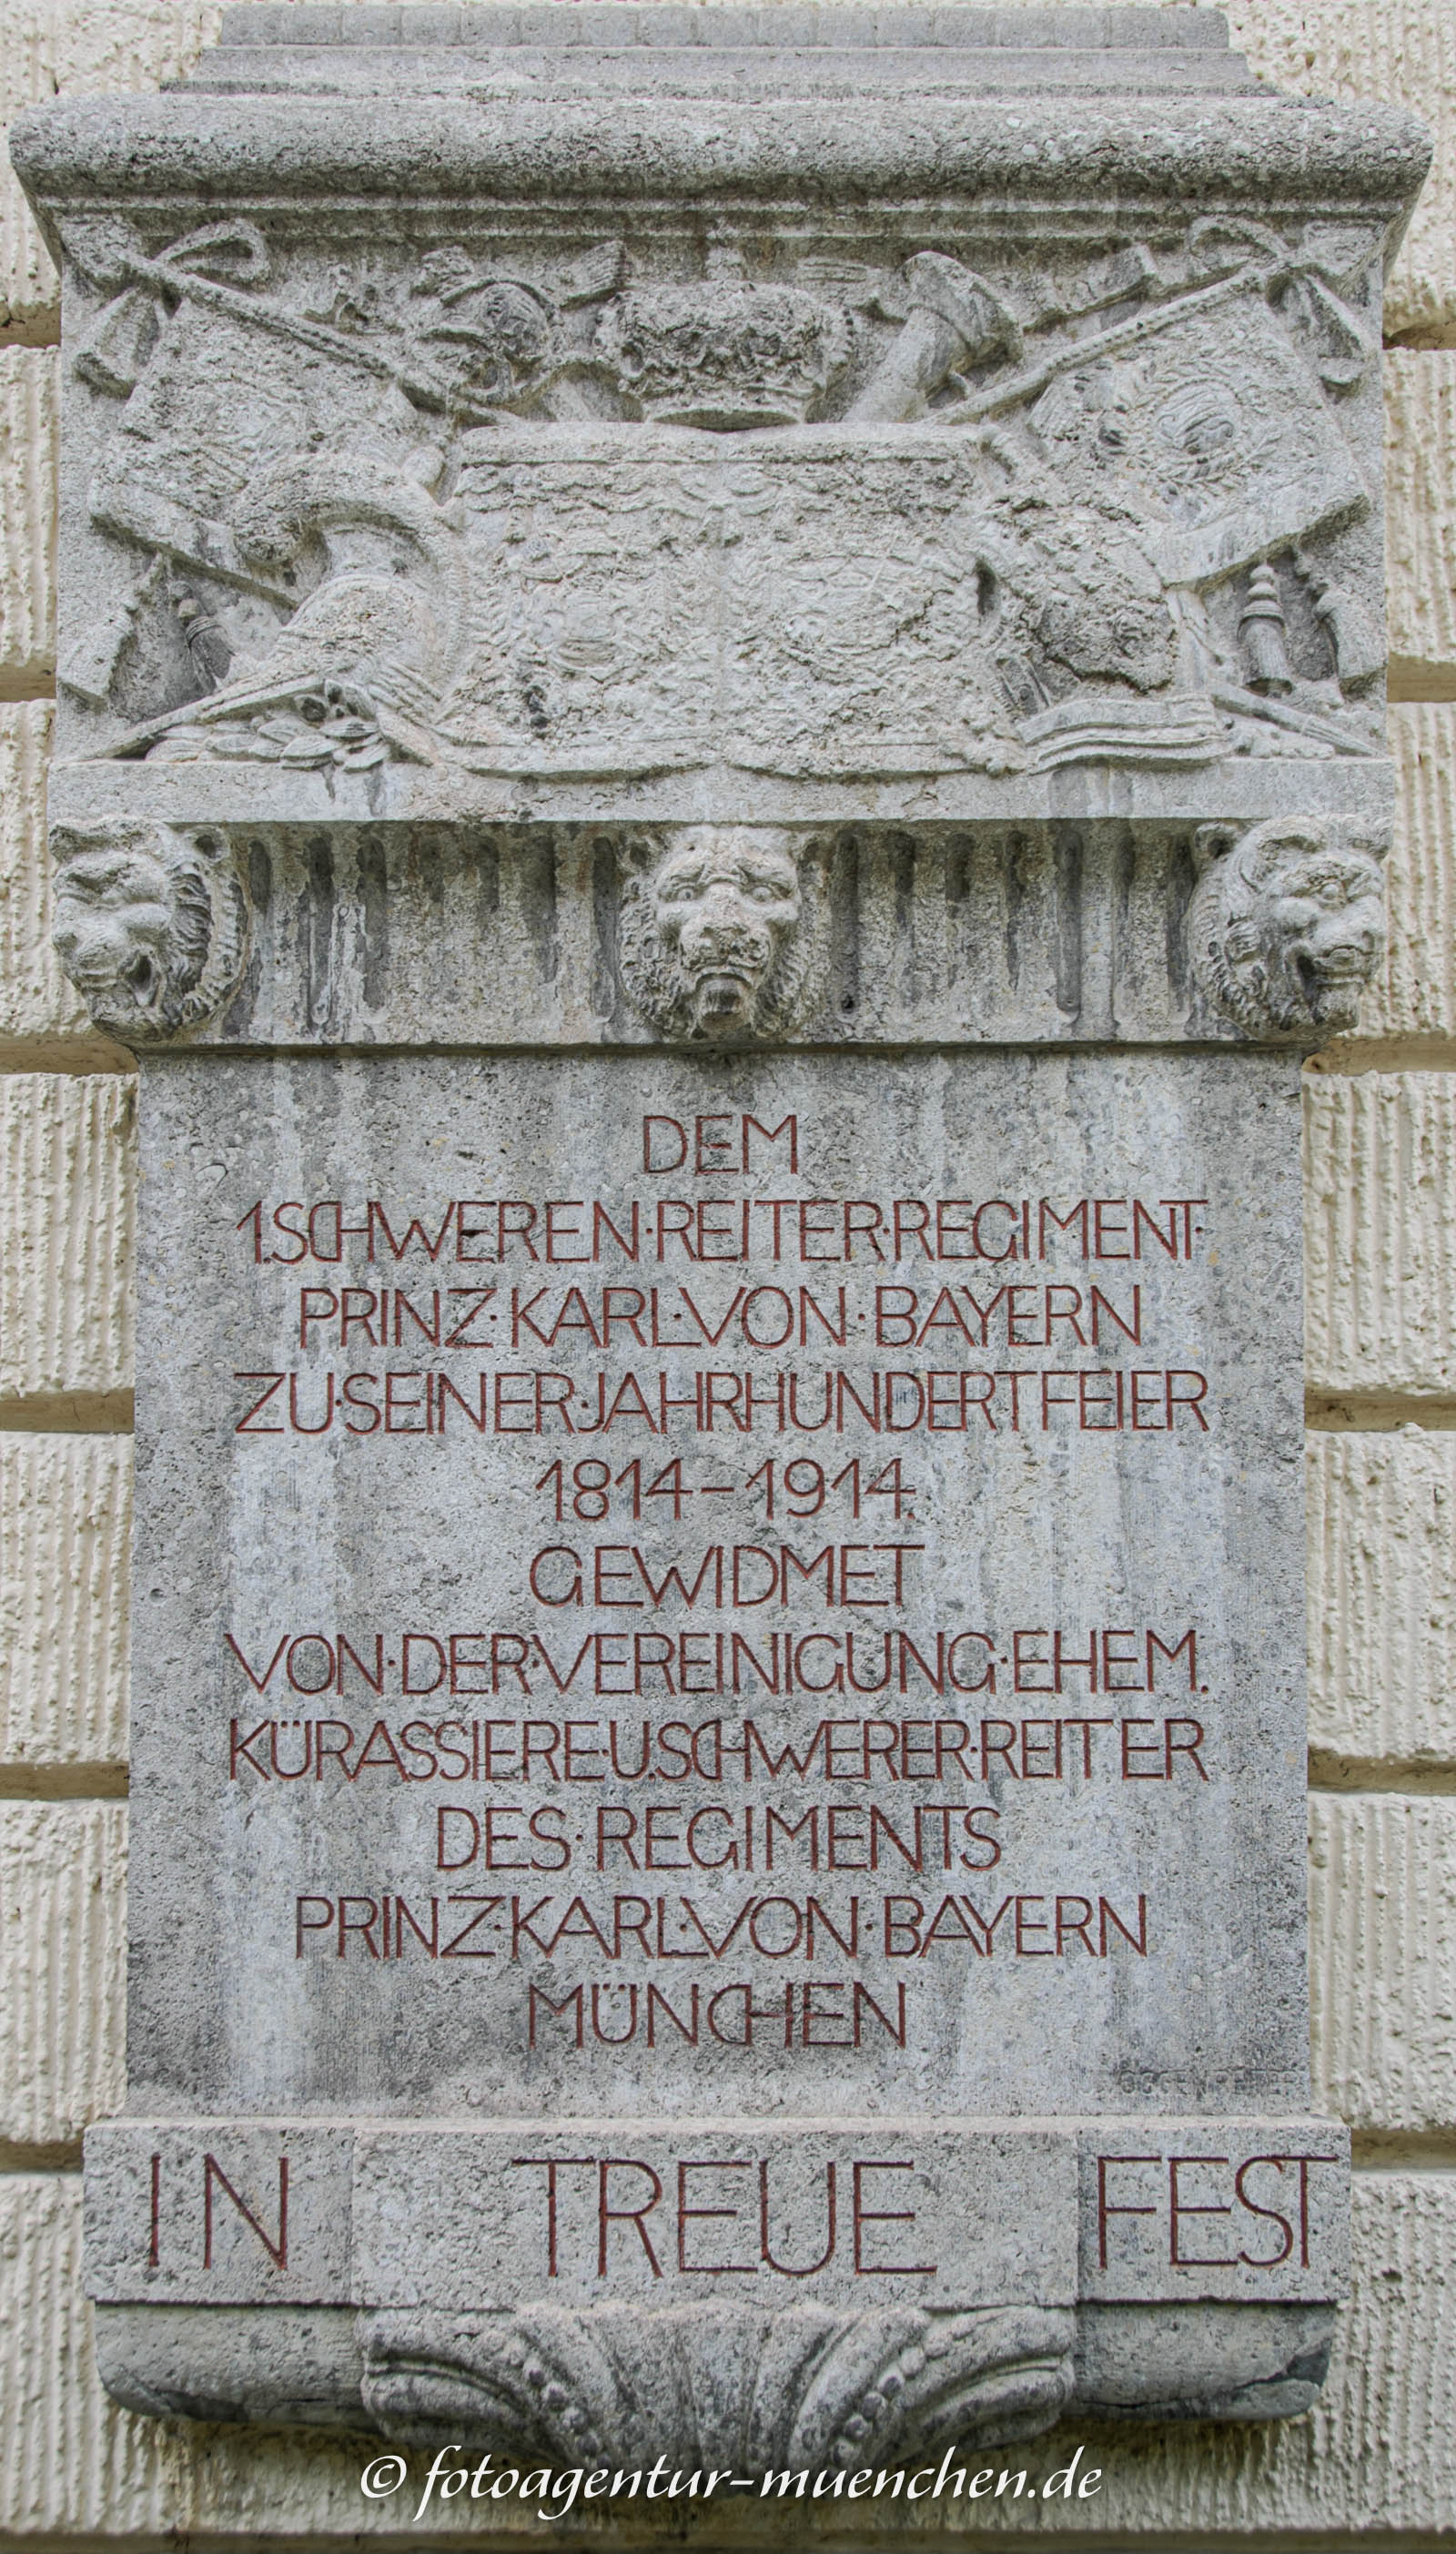 DEM
1.SCHWEREN·REITER·REGIMENT·
PRINZ·KARL·VON·BAYERN
ZU·SEINER·JAHRHUNDERTFEIER
1814-1914.
GEWIDMET
VON·DER·VEREINIGUNG·EHEM.
KÜRASSIERE·U.SCHWERER·REITER
DES·REGIMENTS
PRINZ·KARL·VON·BAYERN
MÜNCHEN
IN TREUE FEST
© fotoagentur-muenchen.de